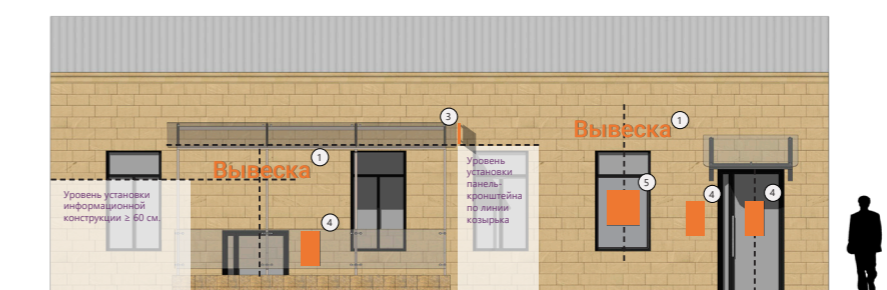 3
Вывеска
1
Вывеска
1
Уровень
установки
панель-
кронштейна
по линии
козырька
Уровень установки
информационной
конструкции ≥ 60 см.
4
5
4
4